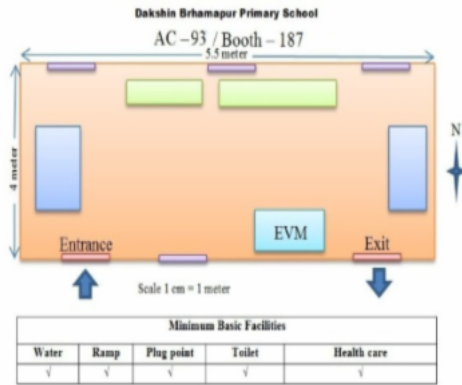 Dakshin Brhamapur Primary School
AC –93 / Booth – 187
5.5 meter
4 meter
N
EVM
Entrance
Exit
Scale 1 cm = 1 meter
Minimum Basic Facilities
Water Ramp Plug point Toilet Health care
√ √ √ √ √